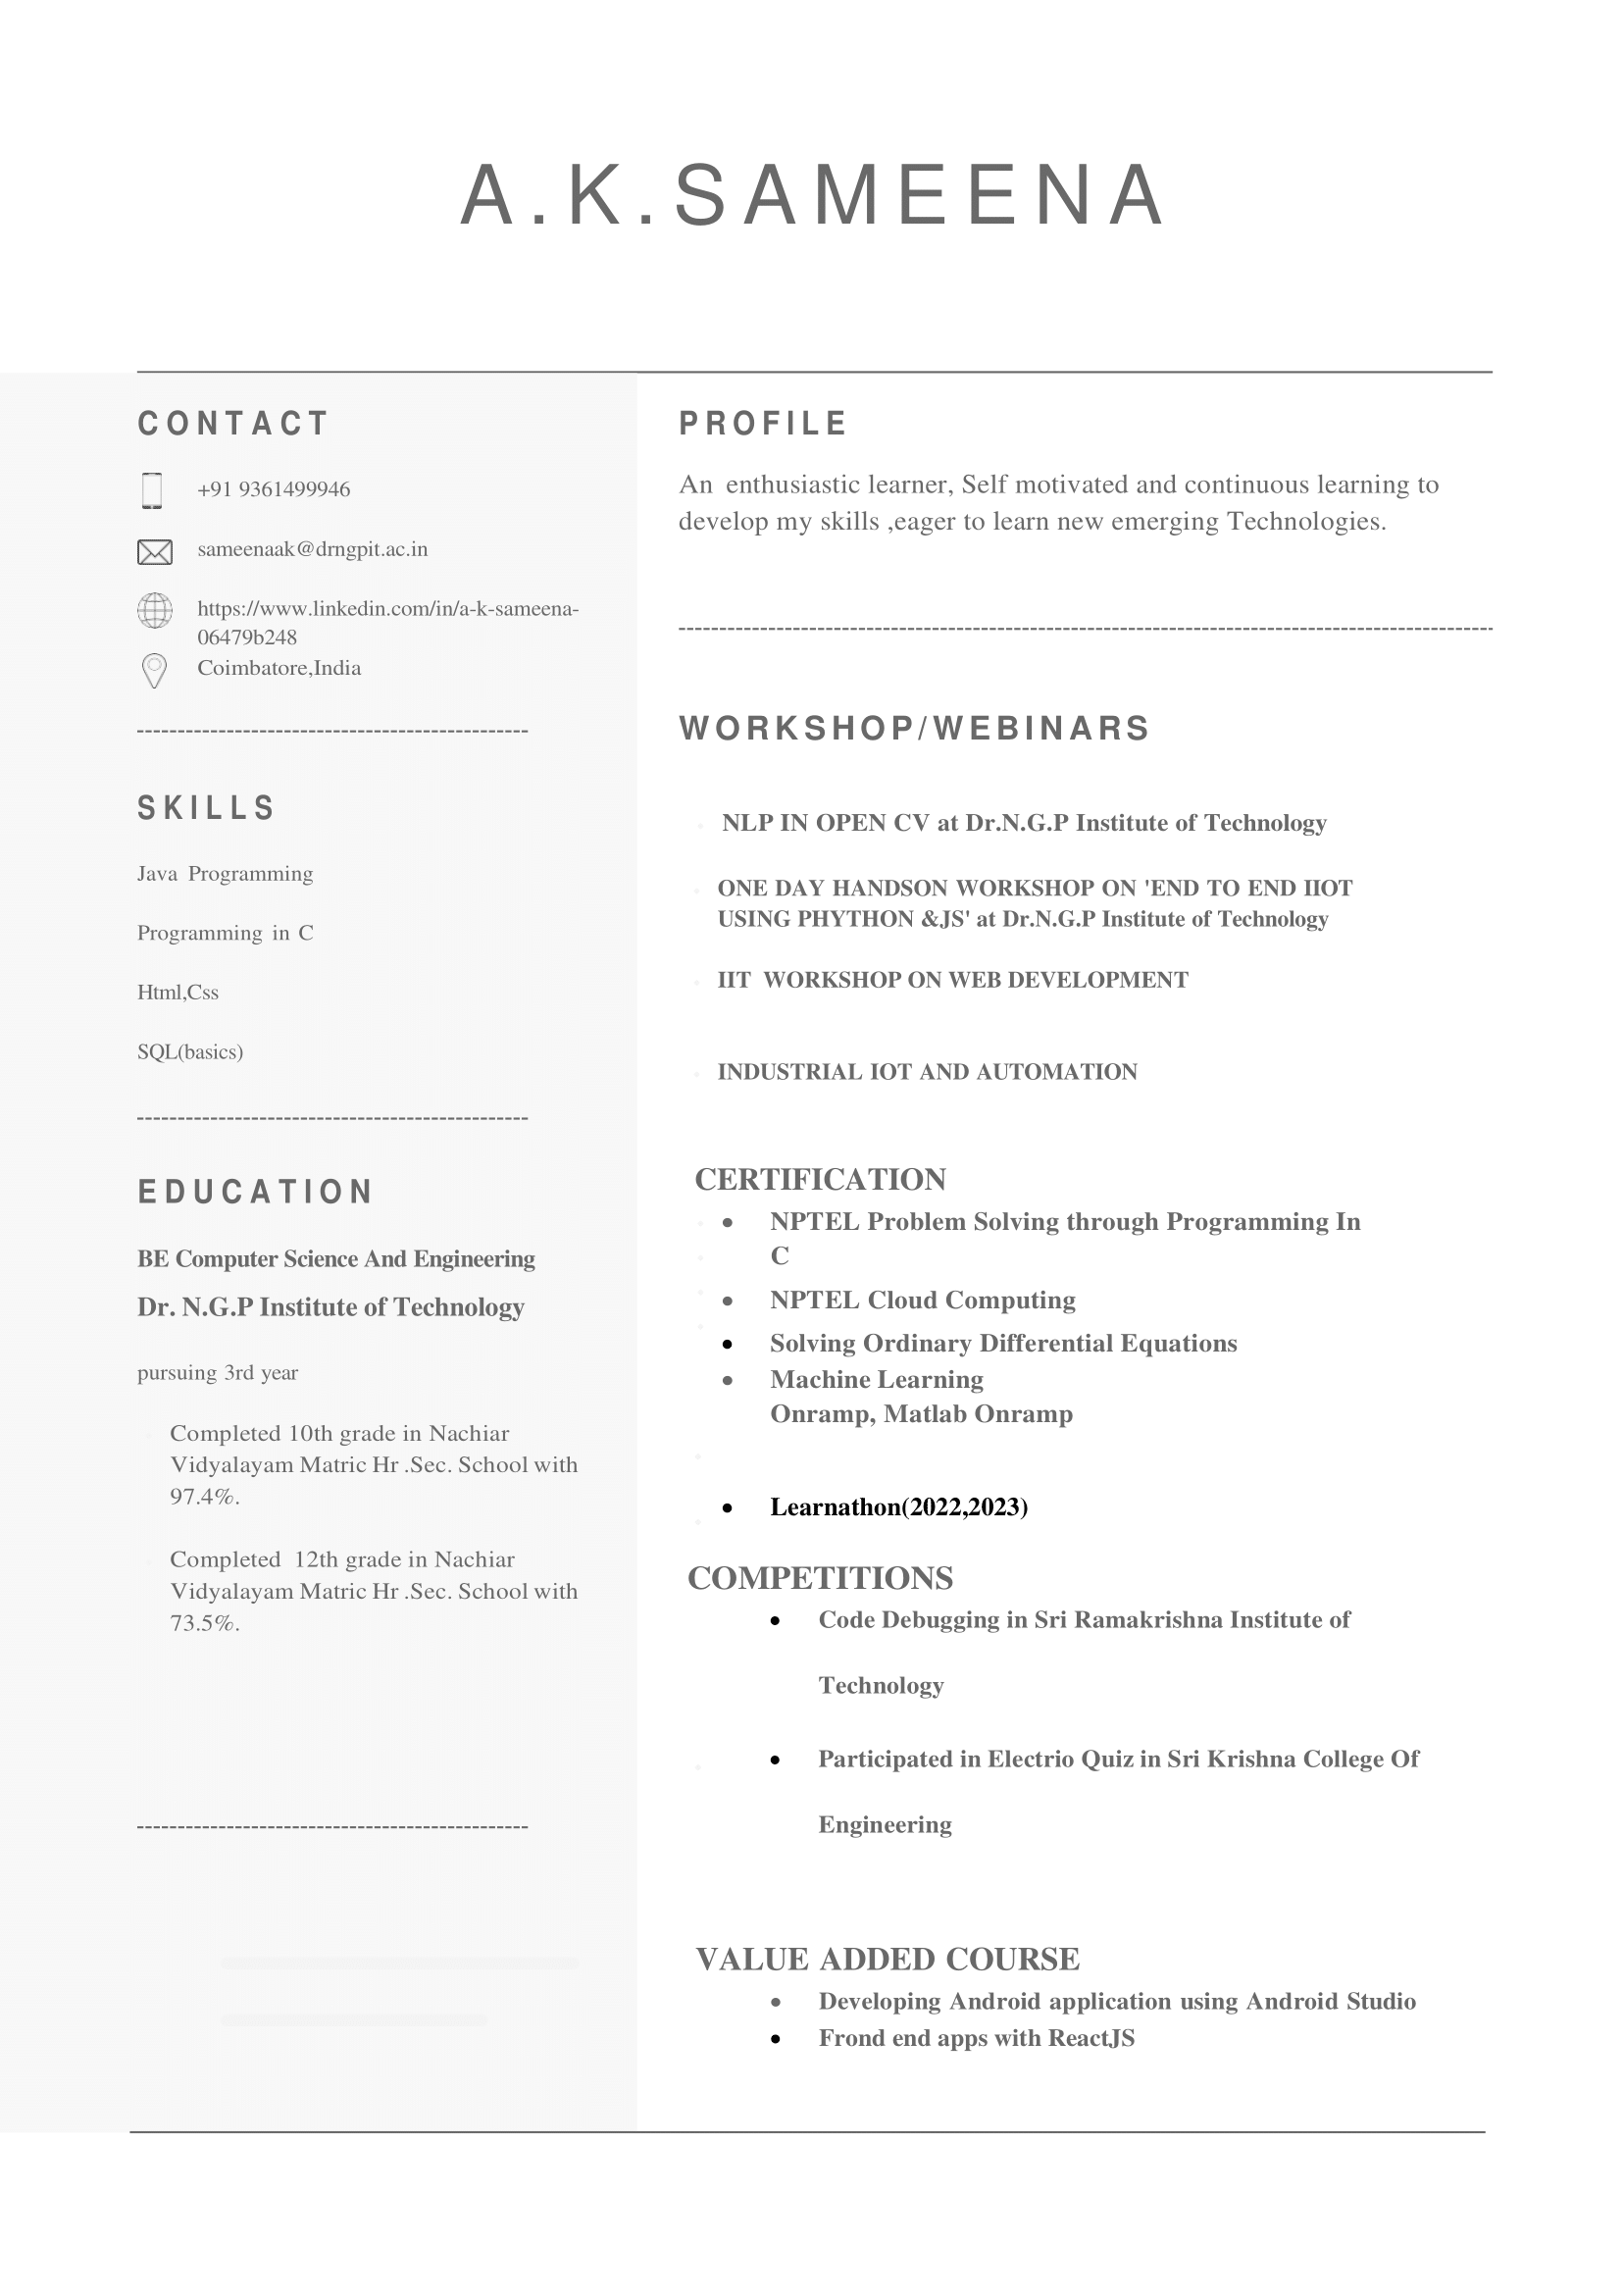 A.K.SAMEENA
CONTACT
+91 9361499946
sameenaak@drngpit.ac.in
https://www.linkedin.com/in/a-k-sameena-
06479b248
Coimbatore,India
SKILLS
Java Programming
Programming in C
Html,Css
SQL(basics)
EDUCATION
BE Computer Science And Engineering
Dr. N.G.P Institute of Technology
pursuing 3rd year
Completed 10th grade in Nachiar
Vidyalayam Matric Hr .Sec. School with
97.4%.
Completed 12th grade in Nachiar
Vidyalayam Matric Hr .Sec. School with
73.5%.
PROFILE
An enthusiastic learner, Self motivated and continuous learning to
develop my skills ,eager to learn new emerging Technologies.
WORKSHOP/WEBINARS
NLP IN OPEN CV at Dr.N.G.P Institute of Technology
ONE DAY HANDSON WORKSHOP ON 'END TO END IIOT
USING PHYTHON &JS' at Dr.N.G.P Institute of Technology
IIT WORKSHOP ON WEB DEVELOPMENT
INDUSTRIAL IOT AND AUTOMATION
CERTIFICATION
• NPTEL Problem Solving through Programming In
C
• NPTEL Cloud Computing
• Solving Ordinary Differential Equations
• Machine Learning
Onramp, Matlab Onramp
• Learnathon(2022,2023)
COMPETITIONS
• Code Debugging in Sri Ramakrishna Institute of
Technology
• Participated in Electrio Quiz in Sri Krishna College Of
Engineering
VALUE ADDED COURSE
• Developing Android application using Android Studio
• Frond end apps with ReactJS